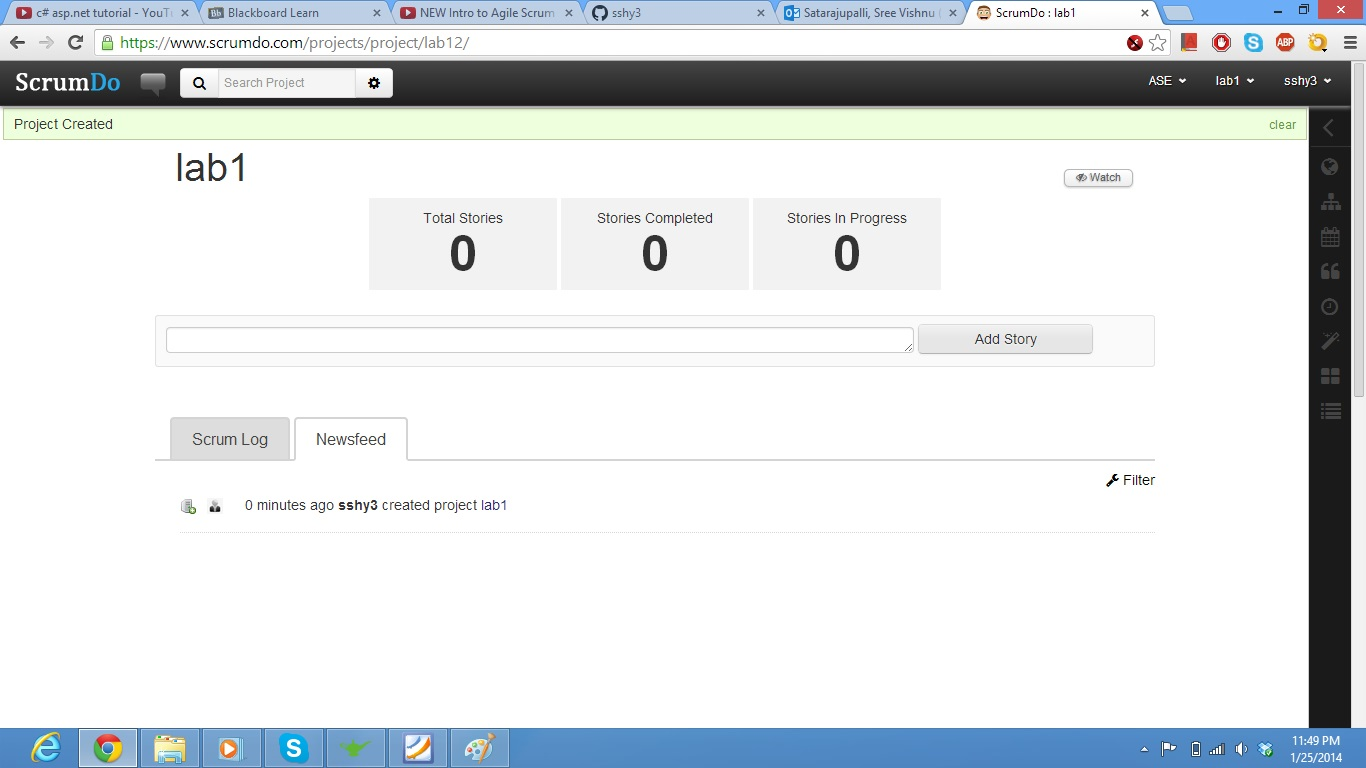 c# asp.net tutorial - YouTu
Blackboard Learn
NEW Intro to Agile Scrum
sshy3
Satarajupalli, Sree Vishnu (
ScrumDo : lab1
https://www.scrumdo.com/projects/project/lab12/
ABP
ScrumDo
Search Project
ASE
lab1
sshy3
Project Created
clear
lab1
Watch
Total Stories
0
Stories Completed
0
Stories In Progress
0
Add Story
Scrum Log
Newsfeed
Filter
0 minutes ago sshy3 created project lab1
11:49 PM
1/25/2014